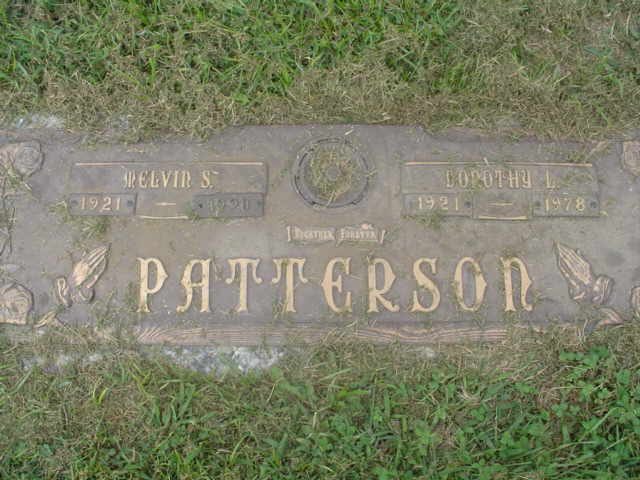 MELVIN S.
1921
DOROTHY L.
1921 1978
TOGETHER FOREVER
PATTERSON